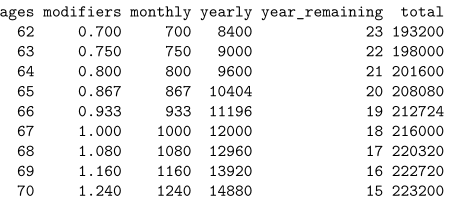 ages modifiers monthly yearly year_remaining total
62 0.700 700 8400 23 193200
63 0.750 750 9000 22 198000
64 0.800 800 9600 21 201600
65 0.867 867 10404 20 208080
66 0.933 933 11196 19 212724
67 1.000 1000 12000 18 216000
68 1.080 1080 12960 17 220320
69 1.160 1160 13920 16 222720
70 1.240 1240 14880 15 223200